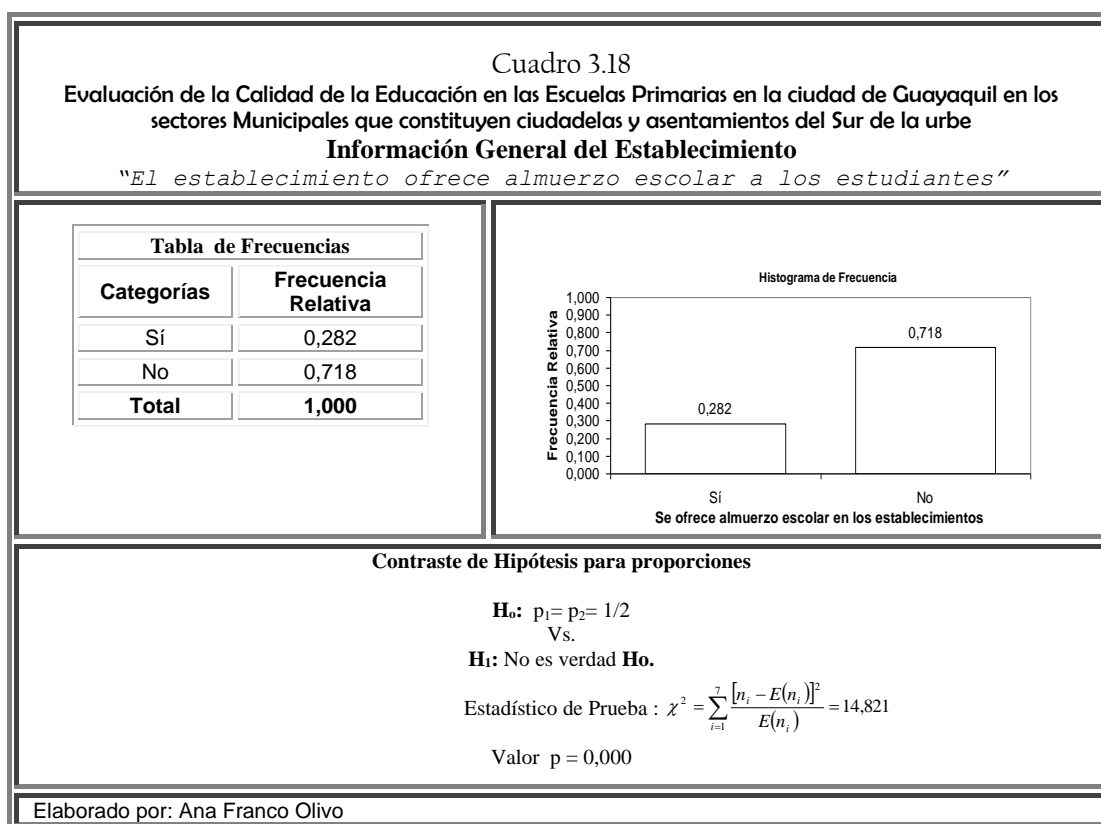 Cuadro 3.18
Evaluación de la Calidad de la Educación en las Escuelas Primarias en la ciudad de Guayaquil en los
sectores Municipales que constituyen ciudadelas y asentamientos del Sur de la urbe
Información General del Establecimiento
"El establecimiento ofrece almuerzo escolar a los estudiantes"
Tabla de Frecuencias
Categorías Frecuencia Relativa
Sí 0,282
No 0,718
Total 1,000
Histograma de Frecuencia
Frecuencia Relativa
1,000
0,900
0,800
0,700
0,600
0,500
0,400
0,300
0,200
0,100
0,000
0,282
0,718
Sí No
Se ofrece almuerzo escolar en los establecimientos
Contraste de Hipótesis para proporciones
Ho: p₁= p₂= 1/2
Vs.
H₁: No es verdad Ho.
Estadístico de Prueba : χ² = ∑_{i=1}^{7} [nᵢ − E(nᵢ)]² / E(nᵢ) = 14,821
Valor p = 0,000
Elaborado por: Ana Franco Olivo